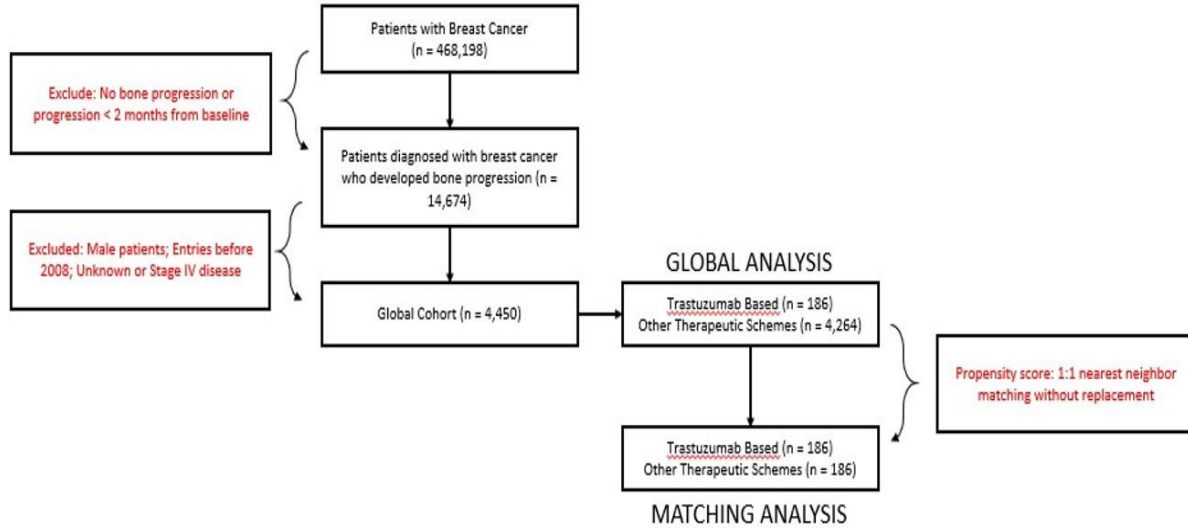 Patients with Breast Cancer
(n = 468,198)
Exclude: No bone progression or
progression < 2 months from baseline
Patients diagnosed with breast cancer
who developed bone progression (n =
14,674)
Excluded: Male patients; Entries before
2008; Unknown or Stage IV disease
Global Cohort (n = 4,450)
GLOBAL ANALYSIS
Trastuzumab Based (n = 186)
Other Therapeutic Schemes (n = 4,264)
Propensity score: 1:1 nearest neighbor
matching without replacement
Trastuzumab Based (n = 186)
Other Therapeutic Schemes (n = 186)
MATCHING ANALYSIS